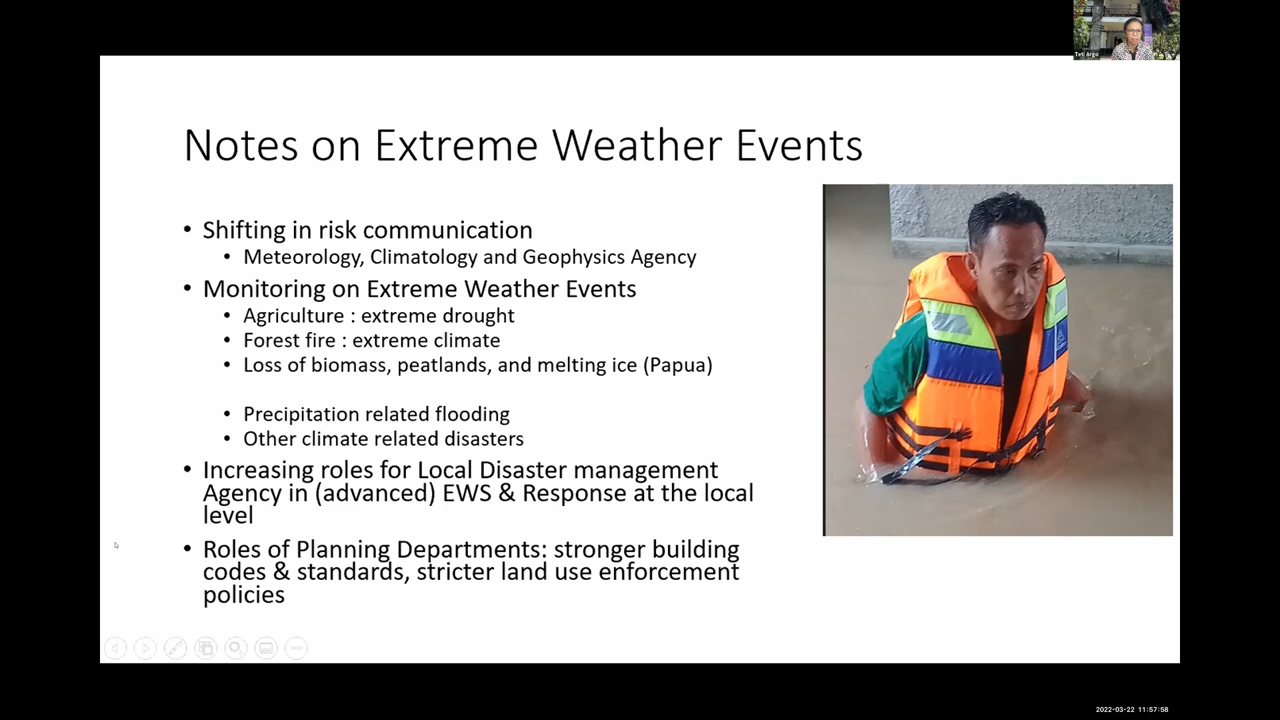 Teti Argo
Notes on Extreme Weather Events
• Shifting in risk communication
• Meteorology, Climatology and Geophysics Agency
• Monitoring on Extreme Weather Events
• Agriculture : extreme drought
• Forest fire : extreme climate
• Loss of biomass, peatlands, and melting ice (Papua)
• Precipitation related flooding
• Other climate related disasters
• Increasing roles for Local Disaster management
Agency in (advanced) EWS & Response at the local
level
• Roles of Planning Departments: stronger building
codes & standards, stricter land use enforcement
policies
2022-03-22 11:57:58